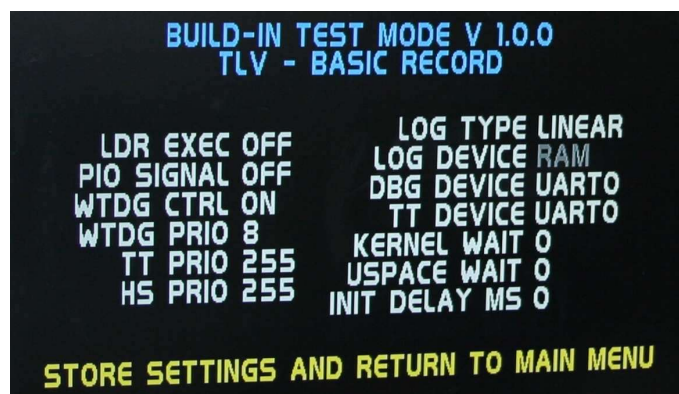 BUILD-IN TEST MODE V 1.0.0
TLV - BASIC RECORD
LDR EXEC OFF
PIO SIGNAL OFF
WTDG CTRL ON
WTDG PRIO 8
TT PRIO 255
HS PRIO 255
LOG TYPE LINEAR
LOG DEVICE RAM
DBG DEVICE UART0
TT DEVICE UART0
KERNEL WAIT 0
USPACE WAIT 0
INIT DELAY MS 0
STORE SETTINGS AND RETURN TO MAIN MENU